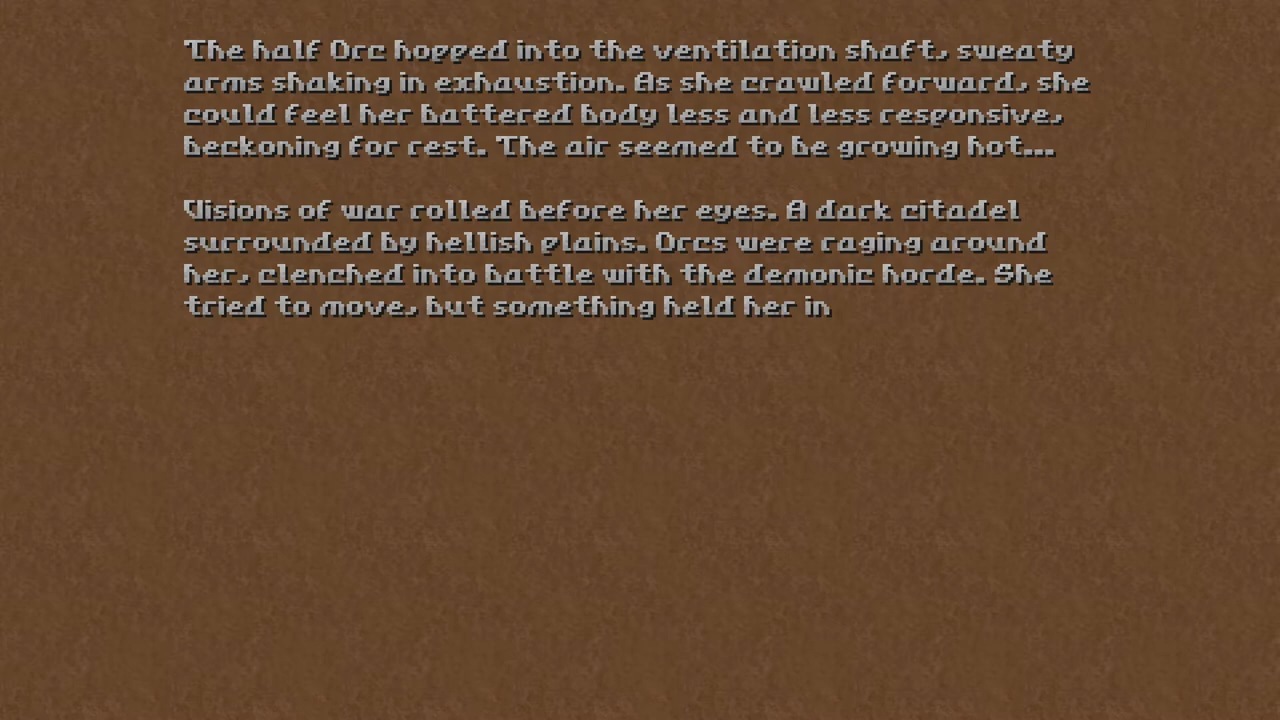 The half Orc hopped into the ventilation shaft, sweaty
arms shaking in exhaustion. As she crawled forward, she
could feel her battered body less and less responsive,
beckoning for rest. The air seemed to be growing hot...
Visions of war rolled before her eyes. A dark citadel
surrounded by hellish plains. Orcs were raging around
her, clenched into battle with the demonic horde. She
tried to move, but something held her in